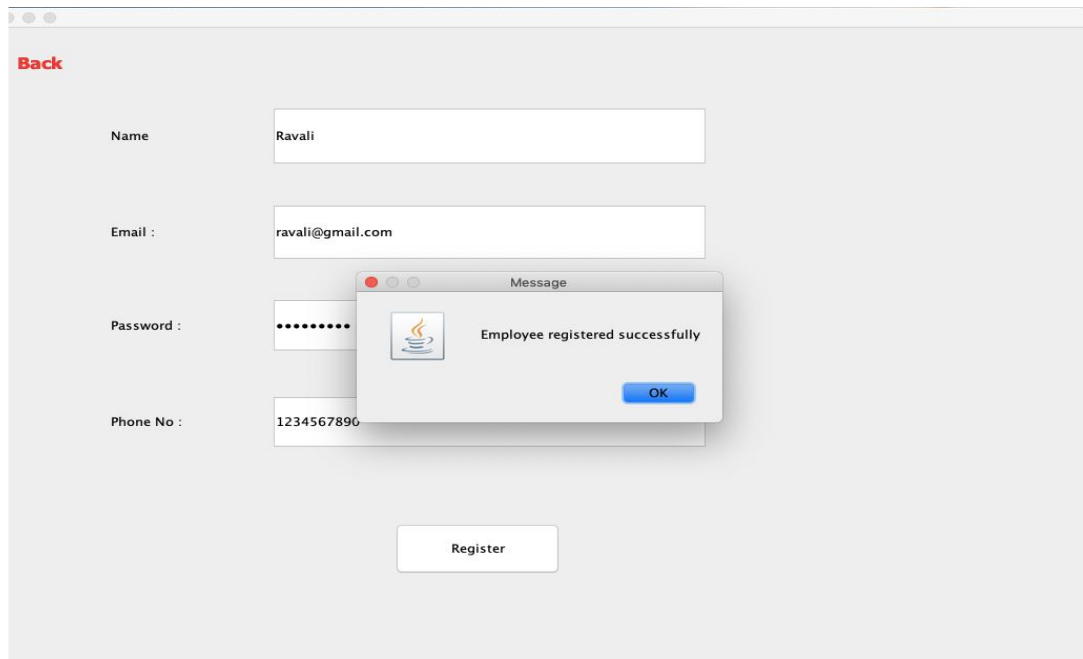 Back
Name
Ravali
Email :
ravali@gmail.com
Message
Password :
•••••••••
Employee registered successfully
OK
Phone No :
1234567890
Register